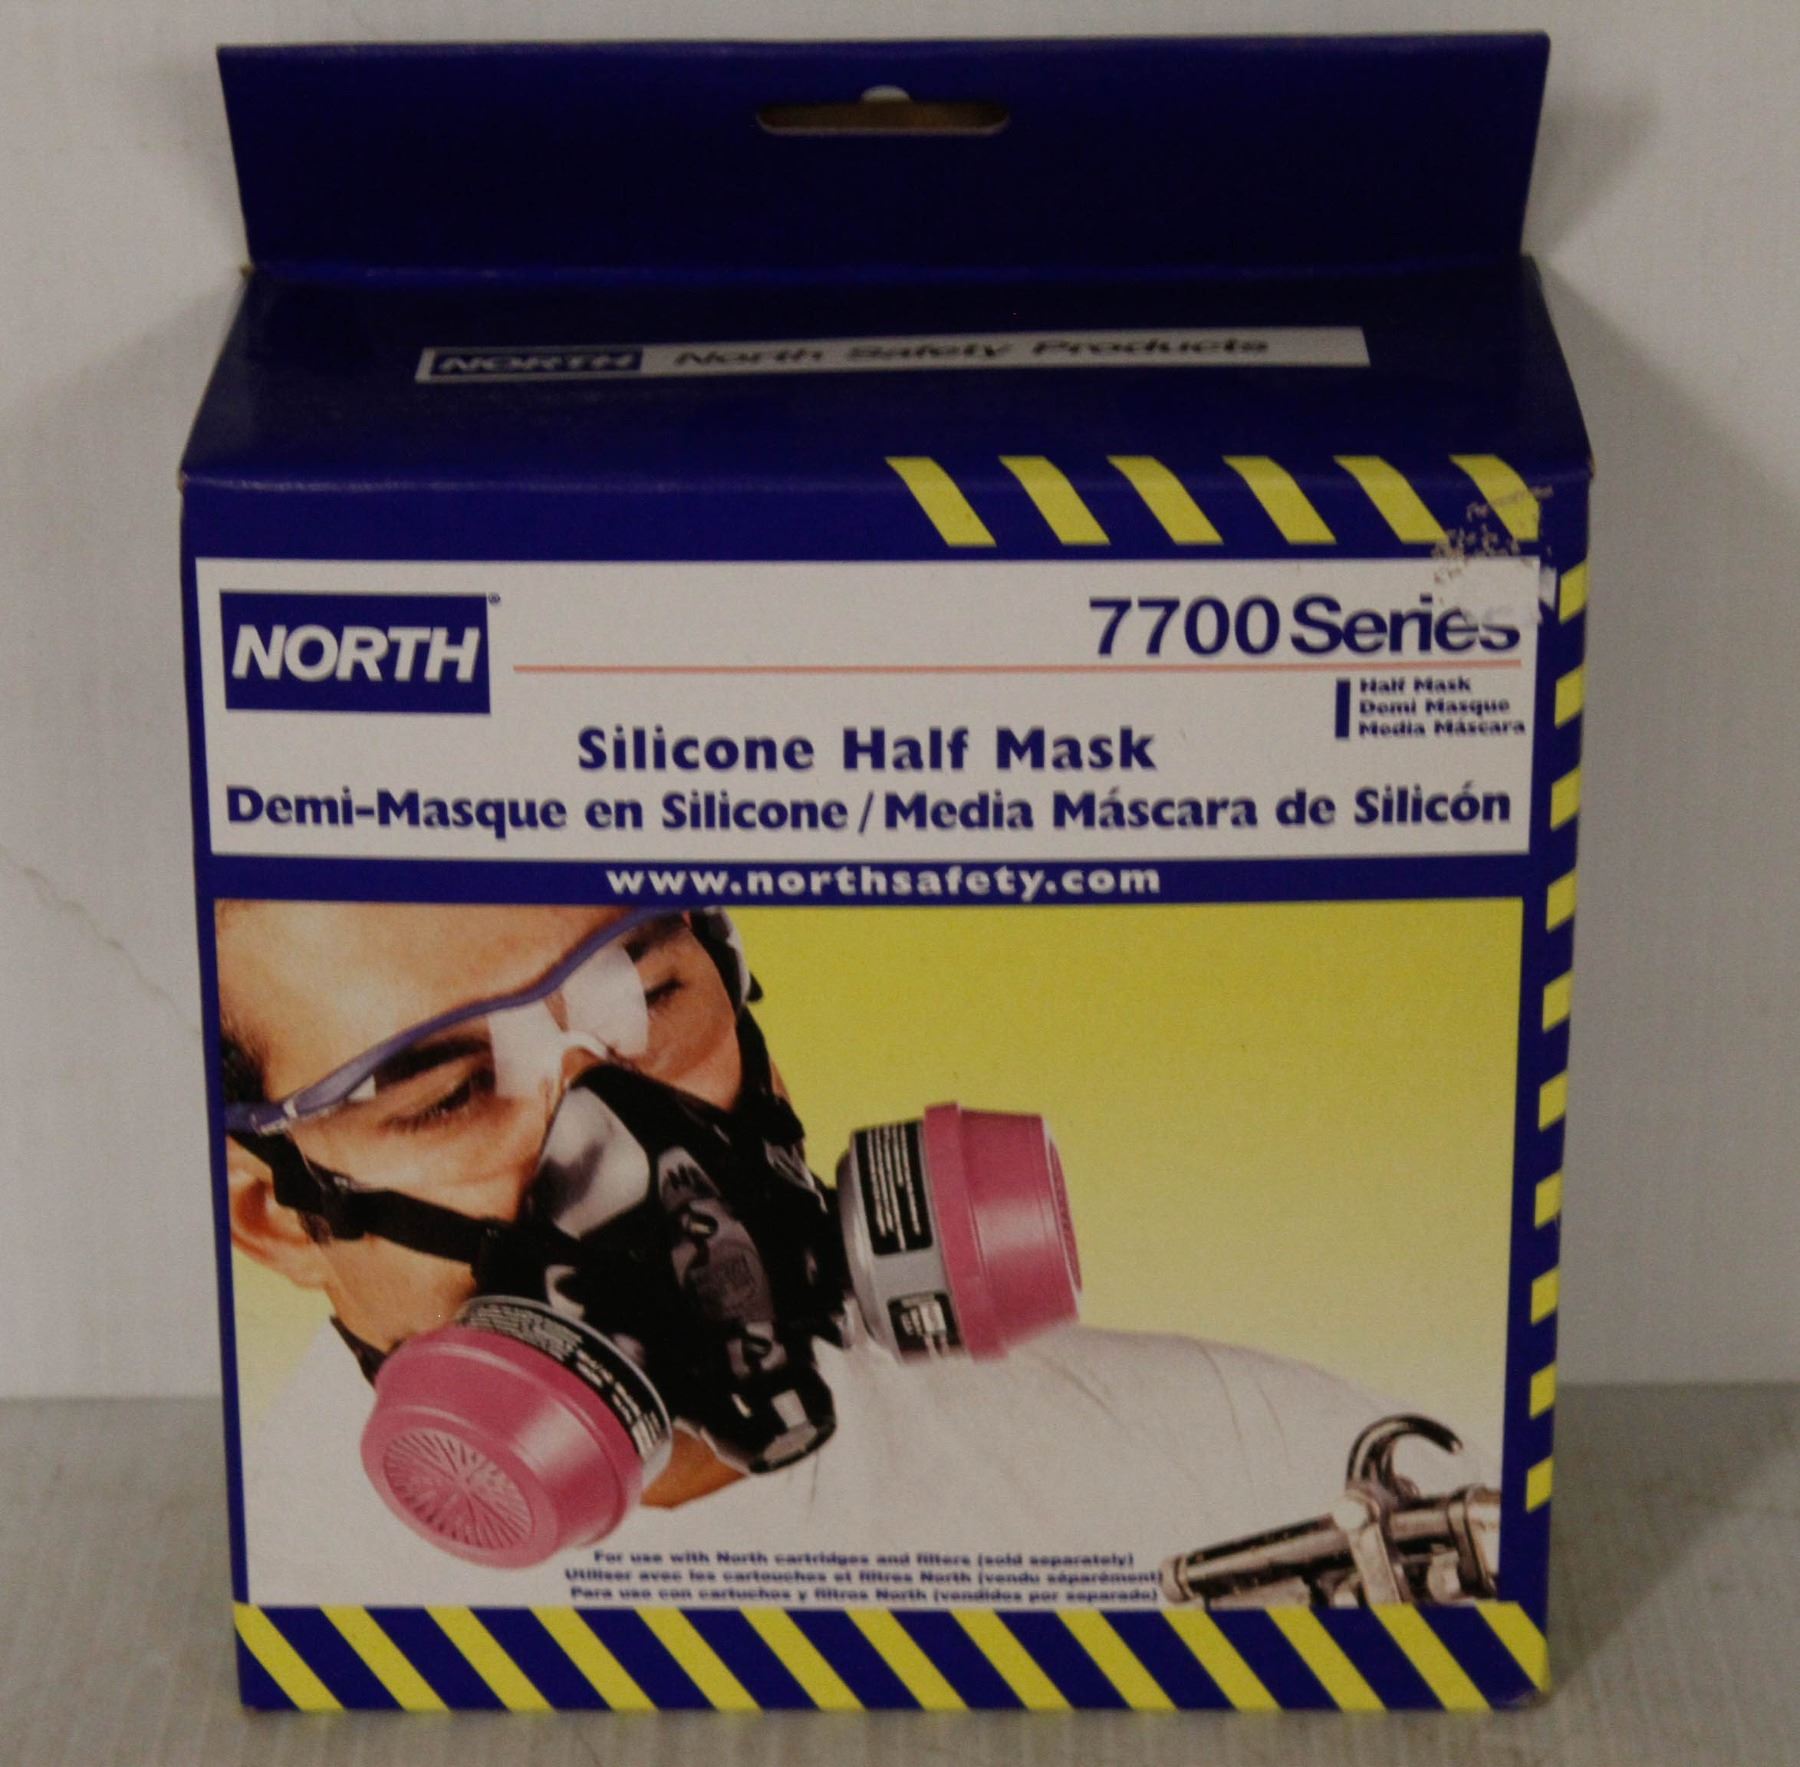 NORTH North Safety Products
NORTH®
7700 Series
Half Mask
Demi Masque
Media Máscara
Silicone Half Mask
Demi-Masque en Silicone / Media Máscara de Silicón
www.northsafety.com
For use with North cartridges and filters (sold separately)
Utiliser avec les cartouches et filtres North (vendu séparément)
Para uso con cartuchos y filtros North (vendidos por separado)